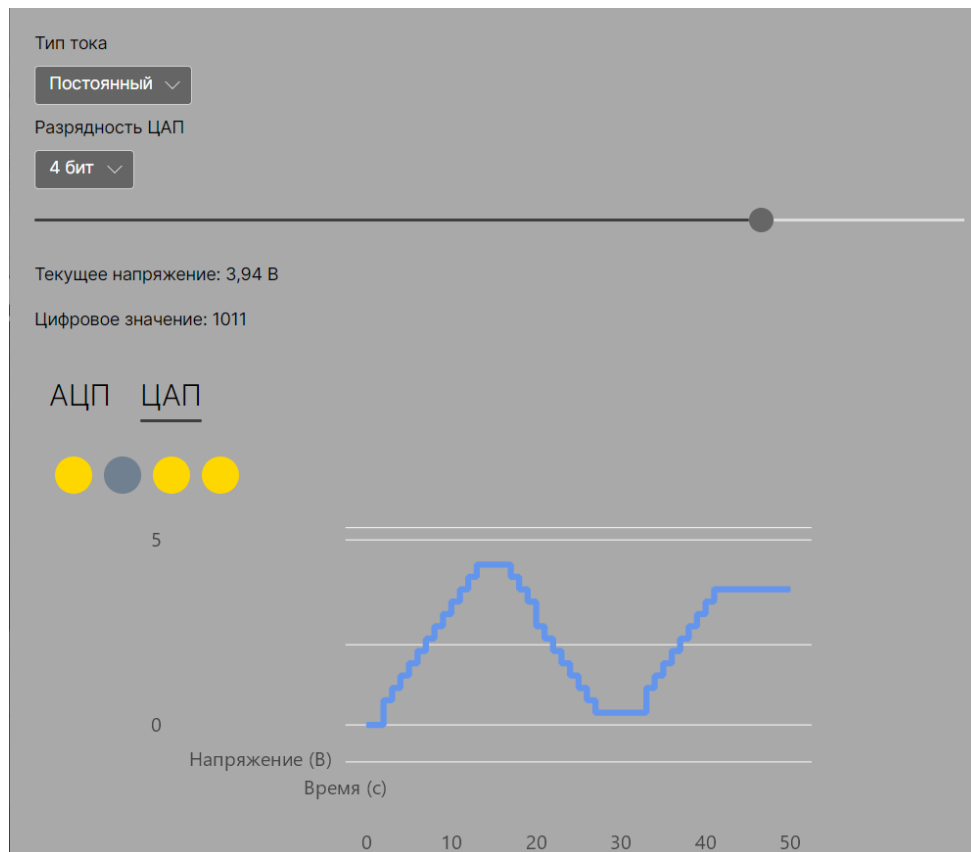 Тип тока
Постоянный
Разрядность ЦАП
4 бит
Текущее напряжение: 3,94 В
Цифровое значение: 1011
АЦП ЦАП
5
0
Напряжение (В)
Время (с)
0 10 20 30 40 50